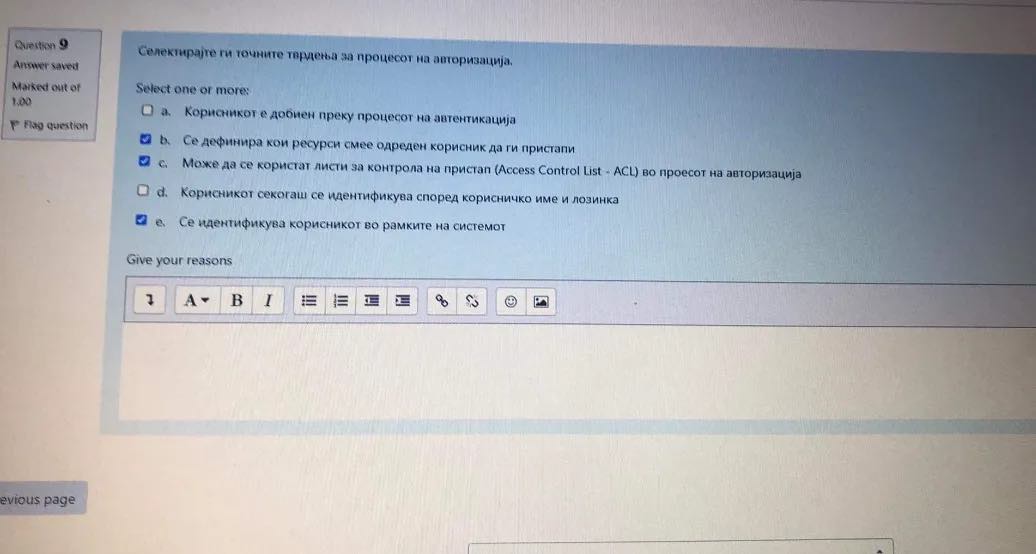 Question 9
Answer saved
Marked out of
1.00
Flag question
Селектирајте ги точните тврдења за процесот на авторизација.
Select one or more:
a. Корисникот е добиен преку процесот на автентикација
b. Се дефинира кои ресурси смее одреден корисник да ги пристапи
c. Може да се користат листи за контрола на пристап (Access Control List - ACL) во проесот на авторизација
d. Корисникот секогаш се идентификува според корисничко име и лозинка
e. Се идентификува корисникот во рамките на системот
Give your reasons
A B I
evious page